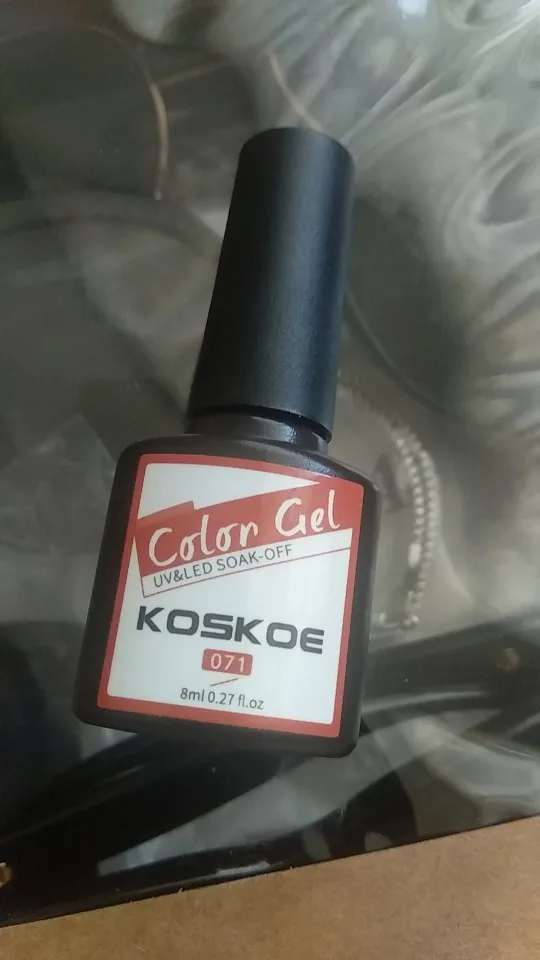 Color Gel
UV&LED SOAK-OFF
KOSKOE
071
8ml 0.27 fl.oz